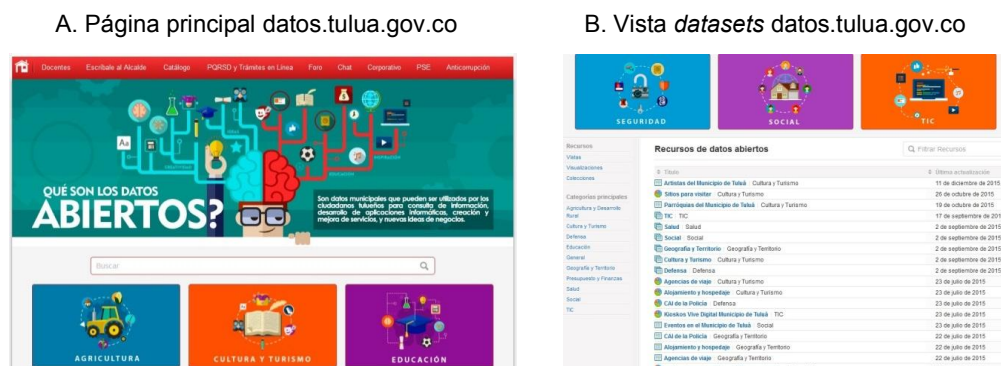 A. Página principal datos.tulua.gov.co
Docentes Escríbale al Alcalde Catálogo PQRSD y Trámites en Línea Foro Chat Corporativo PSE Anticorrupción
Aa
QUÉ SON LOS DATOS
ABIERTOS?
Son datos municipales que pueden ser utilizados por los
ciudadanos tulueños para consulta de información,
desarollo de aplicaciones informáticas, creación y
mejora de servicios, y nuevas ideas de negocios.
Buscar
AGRICULTURA
CULTURA Y TURISMO
EDUCACIÓN
B. Vista datasets datos.tulua.gov.co
SEGURIDAD
SOCIAL
TIC
Recursos
Vistas
Visualizaciones
Colecciones
Categorías principales
Agricultura y Desarrollo
Rural
Cultura y Turismo
Defensa
Educación
General
Geografía y Territorio
Presupuesto y Finanzas
Salud
Social
TIC
Recursos de datos abiertos
Filtrar Recursos
Título Última actualización
Artistas del Municipio de Tuluá Cultura y Turismo 11 de diciembre de 2015
Sitios para visitar Cultura y Turismo 26 de octubre de 2015
Parróquias del Municipio de Tuluá Cultura y Turismo 19 de octubre de 2015
TIC TIC 17 de septiembre de 2015
Salud Salud 2 de septiembre de 2015
Social Social 2 de septiembre de 2015
Geografía y Territorio Geografía y Territorio 2 de septiembre de 2015
Cultura y Turismo Cultura y Turismo 2 de septiembre de 2015
Defensa Defensa 2 de septiembre de 2015
Agencias de viaje Cultura y Turismo 23 de julio de 2015
Alojamiento y hospedaje Cultura y Turismo 23 de julio de 2015
CAI de la Policía Defensa 23 de julio de 2015
Kioskos Vive Digital Municipio de Tuluá TIC 23 de julio de 2015
Eventos en el Municipio de Tuluá Social 23 de julio de 2015
CAI de la Policía Geografía y Territorio 22 de julio de 2015
Alojamiento y hospedaje Geografía y Territorio 22 de julio de 2015
Agencias de viaje Geografía y Territorio 22 de julio de 2015